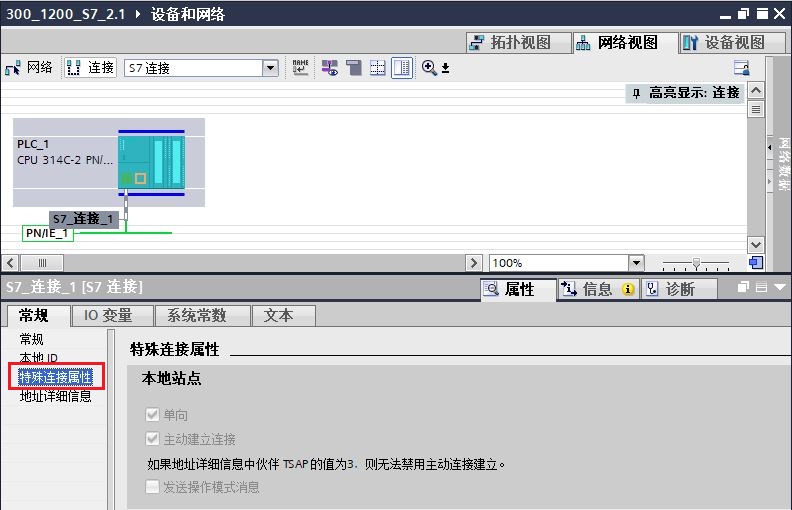 300_1200_S7_2.1 ▸ 设备和网络
拓扑视图 网络视图 设备视图
网络 连接 S7 连接
高亮显示: 连接
PLC_1
CPU 314C-2 PN/...
S7_连接_1
PN/IE_1
网络数据
100%
S7_连接_1 [S7 连接]
属性 信息 诊断
常规 IO 变量 系统常数 文本
常规
本地 ID
特殊连接属性
地址详细信息
特殊连接属性
本地站点
单向
主动建立连接
如果地址详细信息中伙伴 TSAP 的值为3. 则无法禁用主动连接建立。
发送操作模式消息